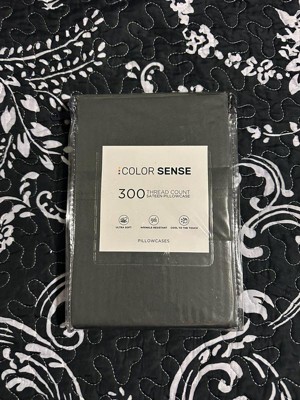 COLOR SENSE
300 THREAD COUNT
SATEEN PILLOWCASE
ULTRA SOFT
WRINKLE RESISTANT
COOL TO THE TOUCH
PILLOWCASES